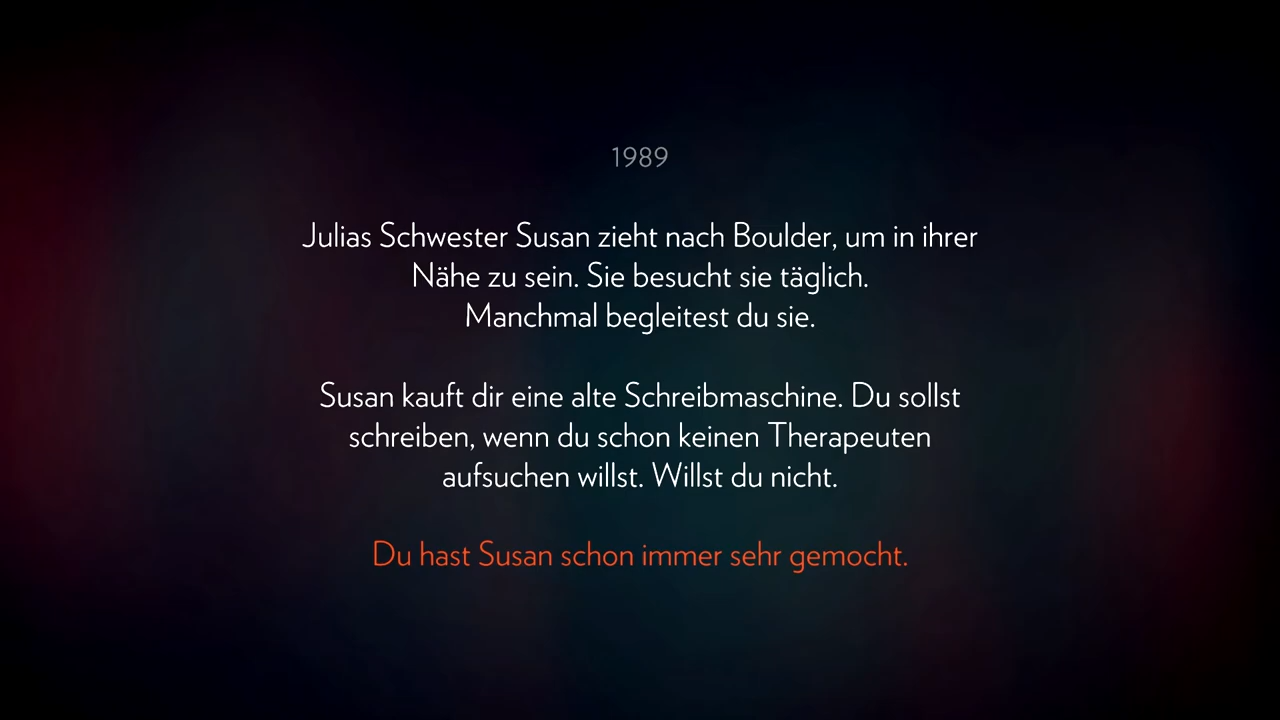 1989
Julias Schwester Susan zieht nach Boulder, um in ihrer
Nähe zu sein. Sie besucht sie täglich.
Manchmal begleitest du sie.
Susan kauft dir eine alte Schreibmaschine. Du sollst
schreiben, wenn du schon keinen Therapeuten
aufsuchen willst. Willst du nicht.
Du hast Susan schon immer sehr gemocht.